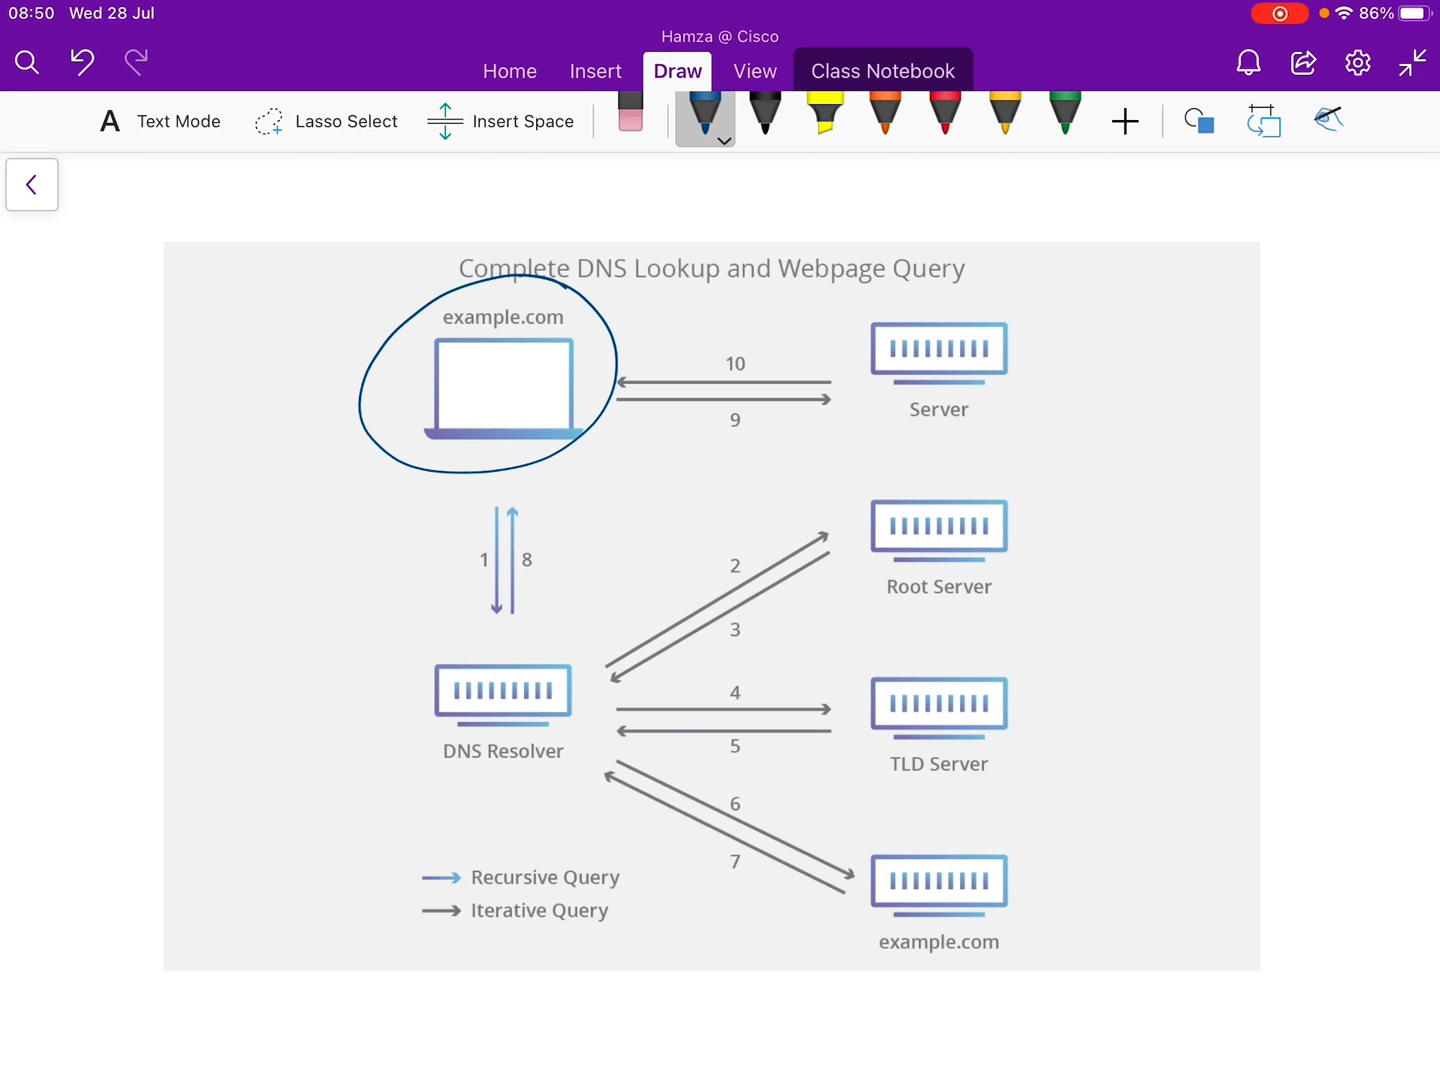 08:50 Wed 28 Jul
86%
Hamza @ Cisco
Home Insert Draw View Class Notebook
A Text Mode Lasso Select Insert Space
Complete DNS Lookup and Webpage Query
example.com
10
9
Server
1 8
2
3
Root Server
DNS Resolver
4
5
TLD Server
6
7
example.com
Recursive Query
Iterative Query